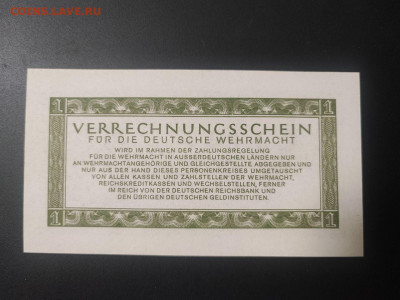 COINS.LAVE.RU
1 1
VERRECHNUNGSSCHEIN
FÜR DIE DEUTSCHE WEHRMACHT
WIRD IM RAHMEN DER ZAHLUNGSREGELUNG
FÜR DIE WEHRMACHT IN AUSSERDEUTSCHEN LÄNDERN NUR
AN WEHRMACHTANGEHÖRIGE UND GLEICHGESTELLTE ABGEGEBEN UND
NUR AUS DER HAND DIESES PERSONENKREISES UMGETAUSCHT
VON ALLEN KASSEN UND ZAHLSTELLEN DER WEHRMACHT,
REICHSKREDITKASSEN UND WECHSELSTELLEN, FERNER
IM REICH VON DER DEUTSCHEN REICHSBANK UND
DEN ÜBRIGEN DEUTSCHEN GELDINSTITUTEN.
1 1